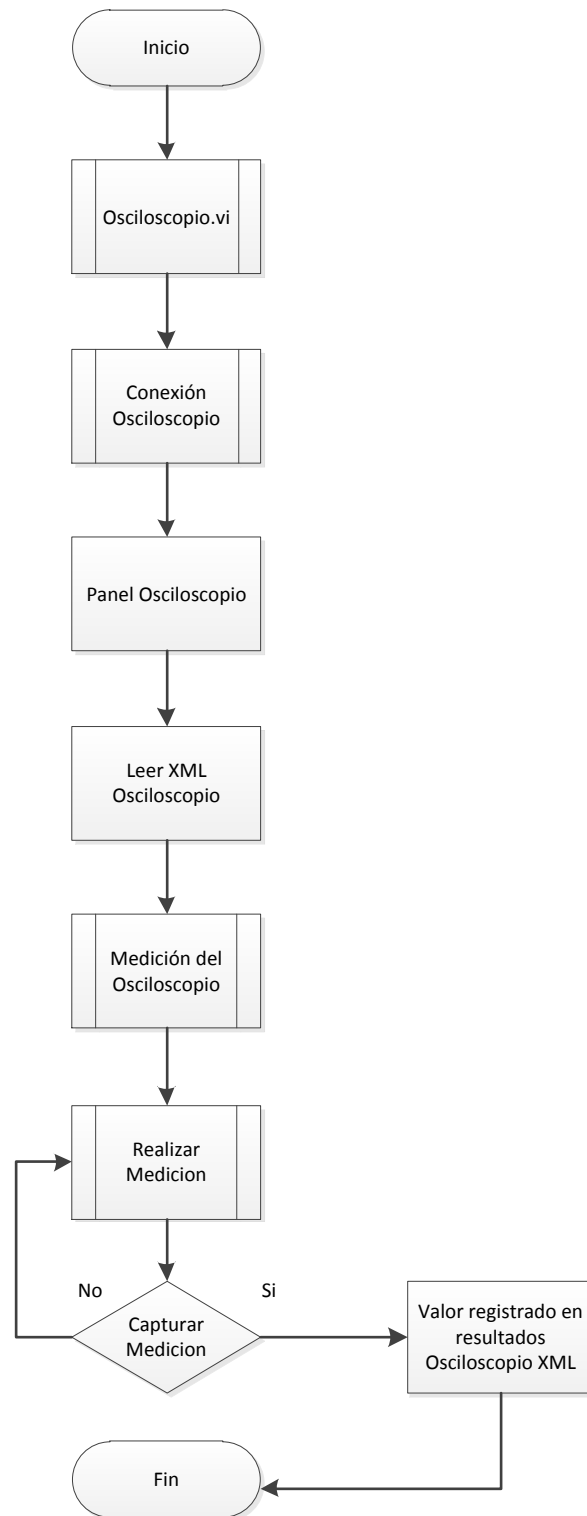 Inicio
Osciloscopio.vi
Conexión
Osciloscopio
Panel Osciloscopio
Leer XML
Osciloscopio
Medición del
Osciloscopio
Realizar
Medicion
No
Si
Capturar
Medicion
Valor registrado en
resultados
Osciloscopio XML
Fin